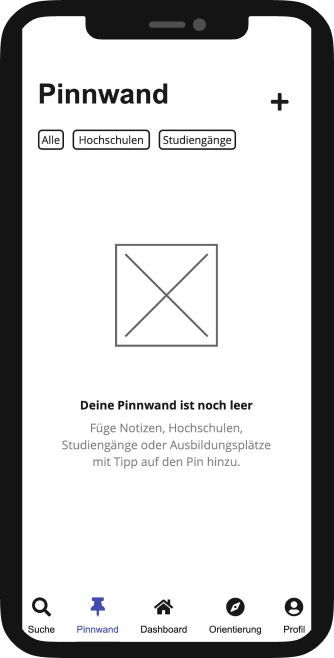 Pinnwand
Alle Hochschulen Studiengänge
Deine Pinnwand ist noch leer
Füge Notizen, Hochschulen,
Studiengänge oder Ausbildungsplätze
mit Tipp auf den Pin hinzu.
Suche Pinnwand Dashboard Orientierung Profil